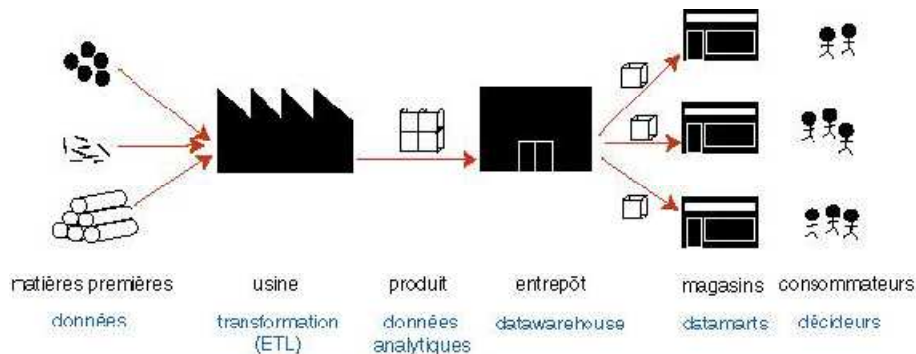 matières premières usine produit entrepôt magasins consommateurs
données transformation données datawarehouse datamarts décideurs
(ETL) analytiques